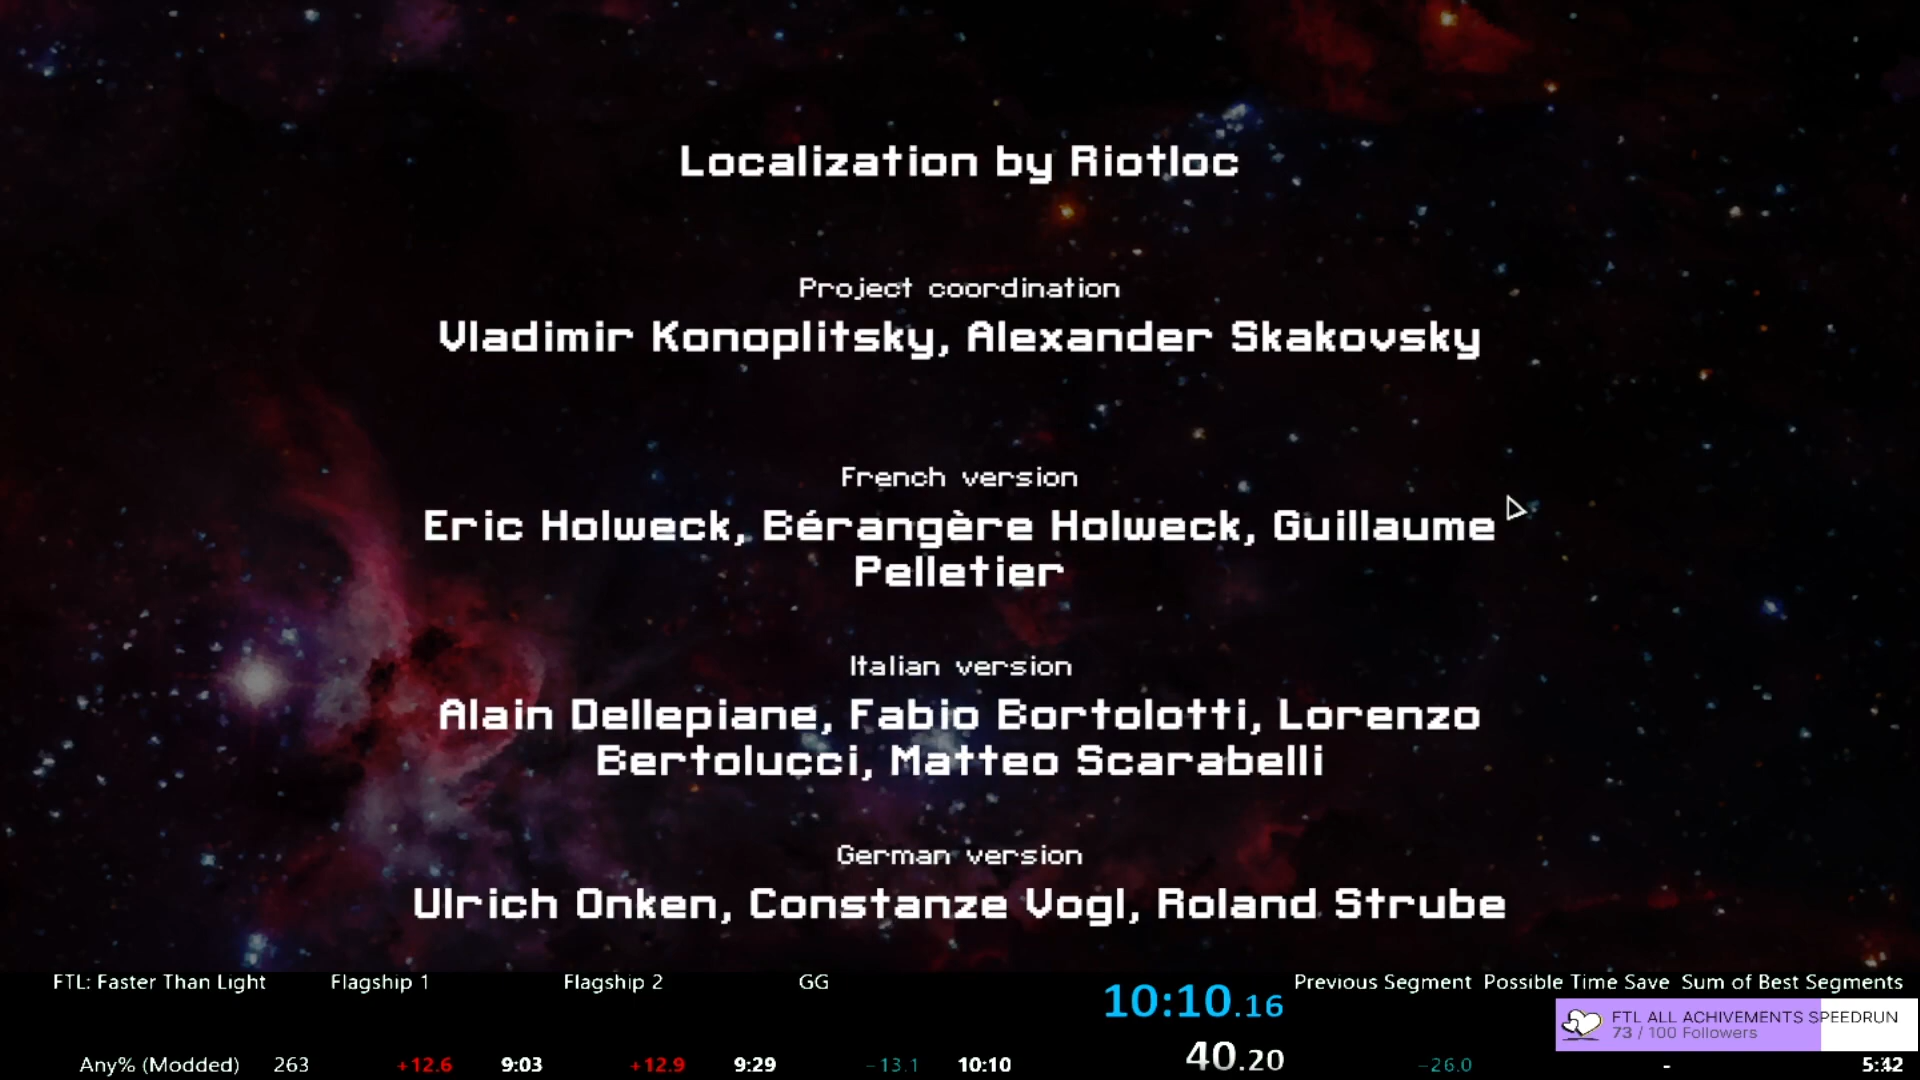 Localization by Riotloc
Project coordination
Vladimir Konoplitsky, Alexander Skakovsky
French version
Eric Holweck, Bérangère Holweck, Guillaume
Pelletier
Italian version
Alain Dellepiane, Fabio Bortolotti, Lorenzo
Bertolucci, Matteo Scarabelli
German version
Ulrich Onken, Constanze Vogl, Roland Strube
FTL: Faster Than Light Flagship 1 Flagship 2 GG 10:10.16 Previous Segment Possible Time Save Sum of Best Segments
FTL ALL ACHIVEMENTS SPEEDRUN
73 / 100 Followers
Any% (Modded) 263 +12.6 9:03 +12.9 9:29 -13.1 10:10 40.20 -26.0 -